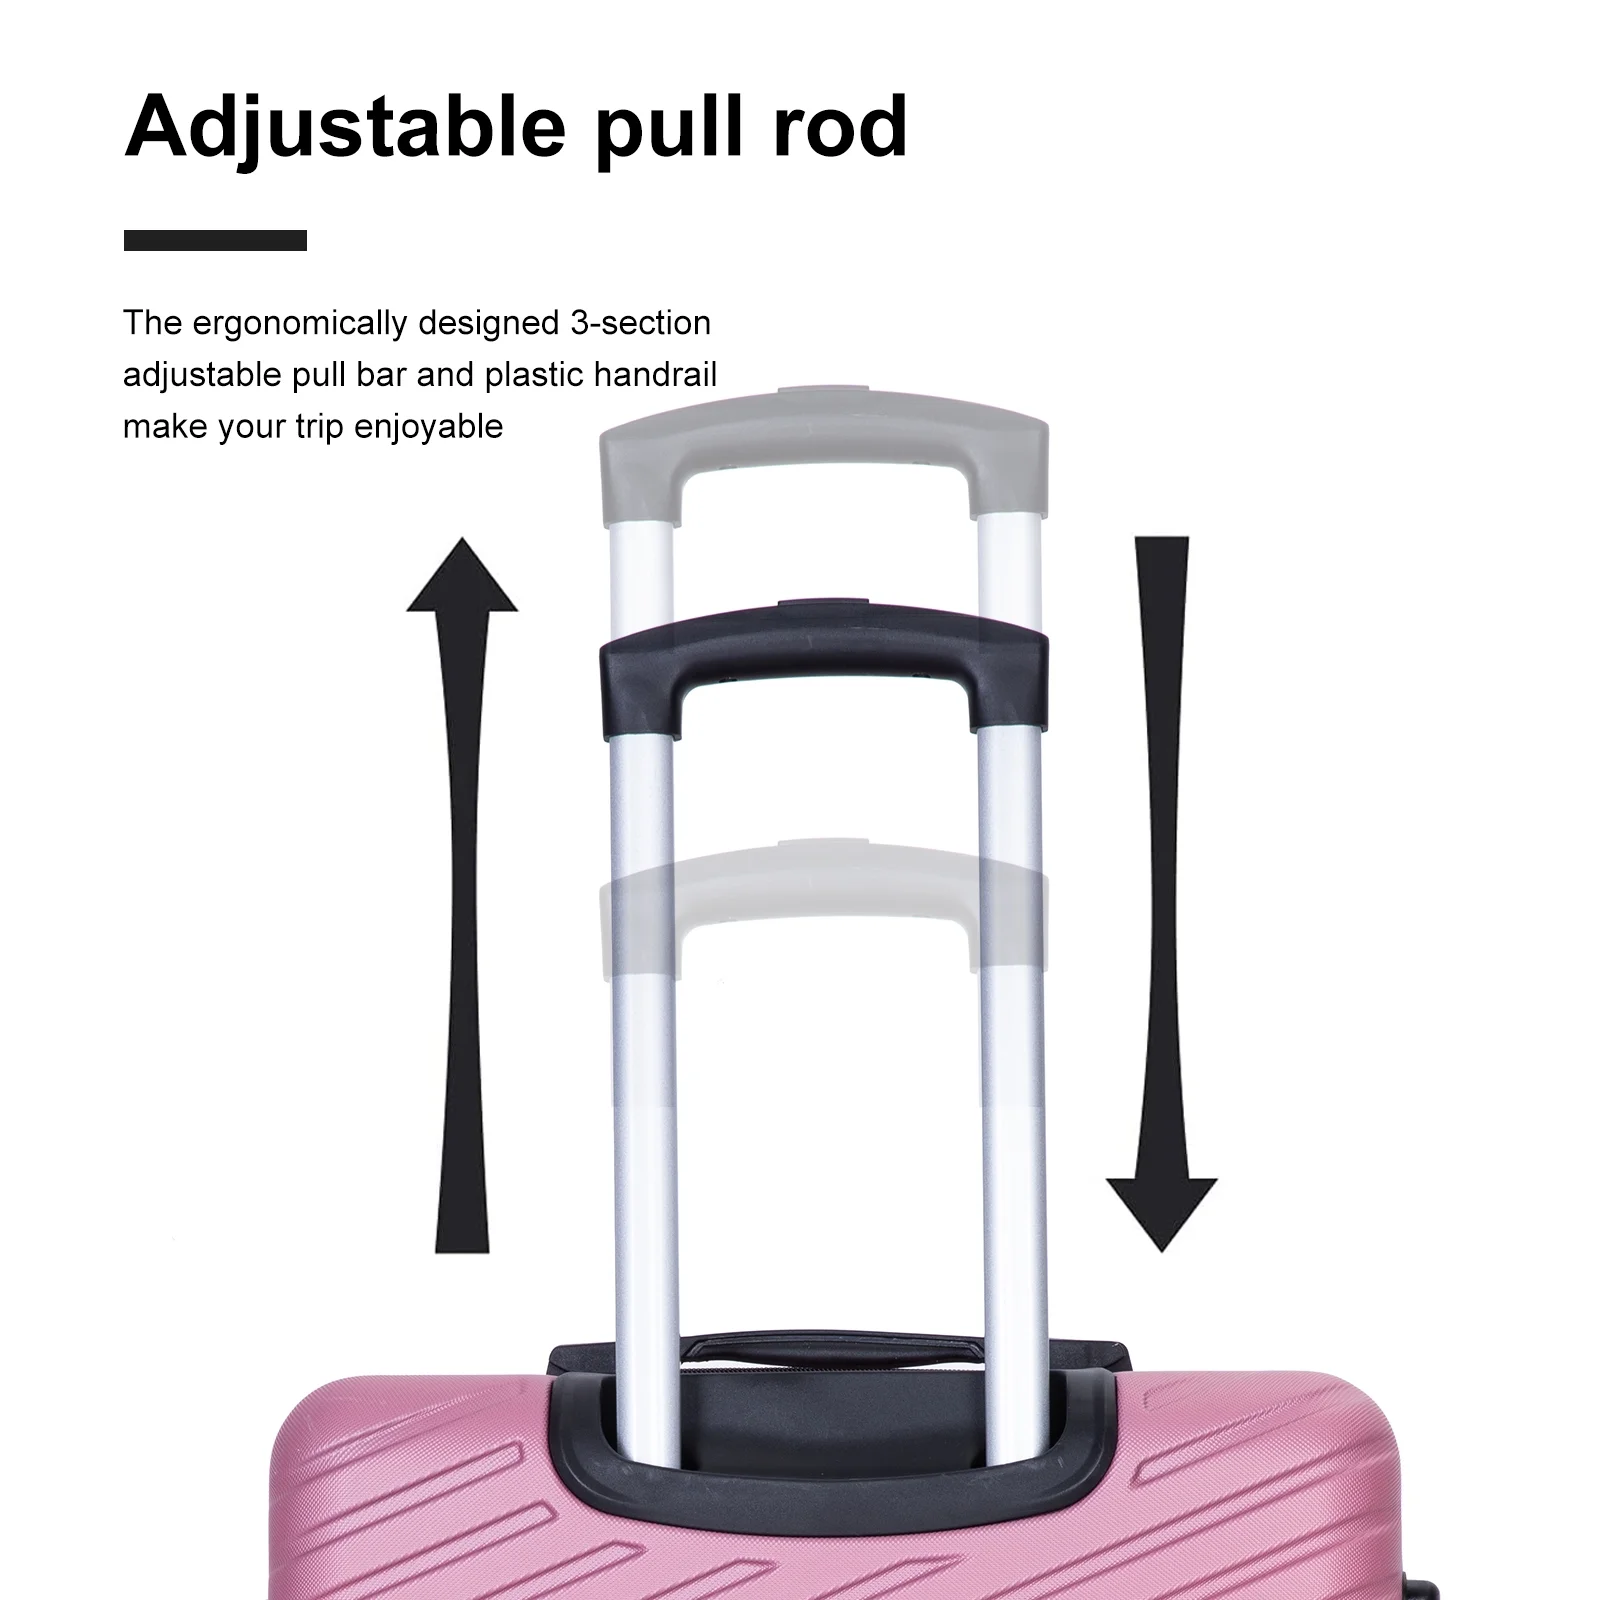 Adjustable pull rod
The ergonomically designed 3-section
adjustable pull bar and plastic handrail
make your trip enjoyable